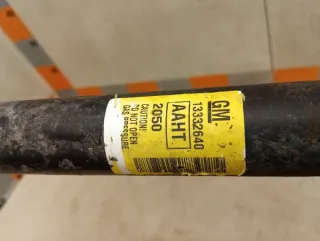 GM
13332640
AAHT
2050
CAUTION!
DO NOT OPEN
GAS PRESSURE